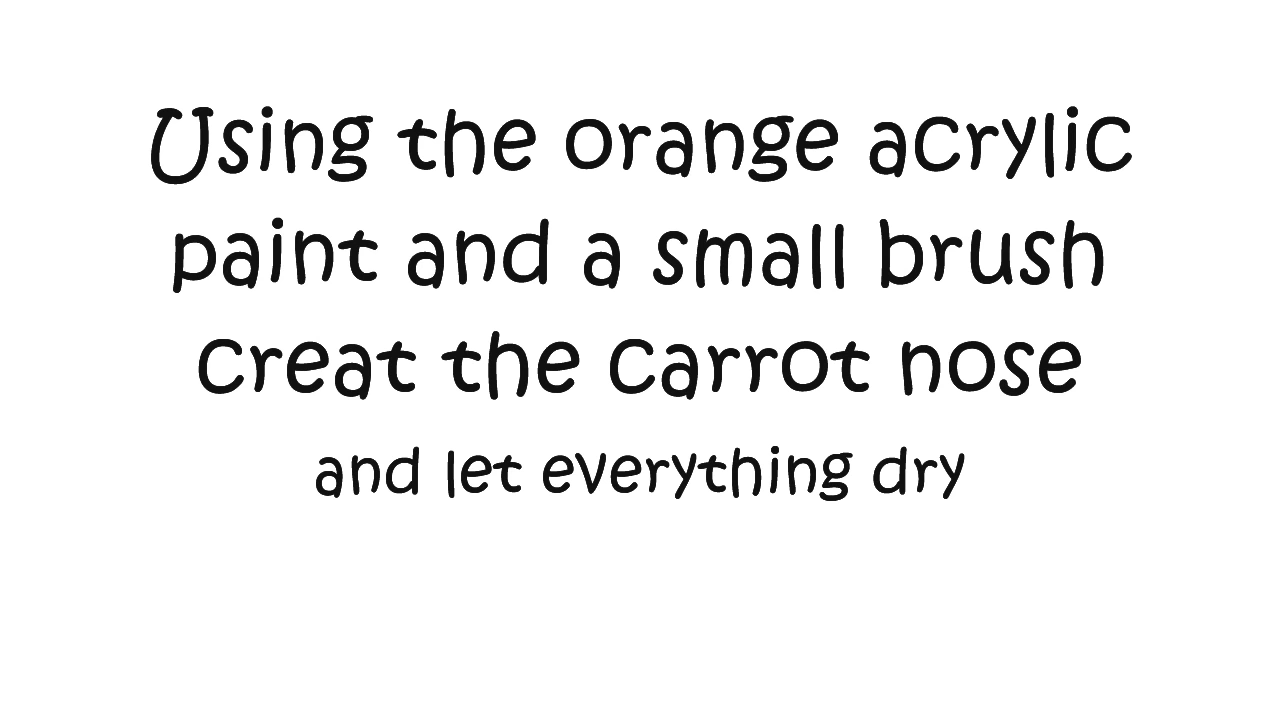 Using the orange acrylic
paint and a small brush
creat the carrot nose
and let everything dry